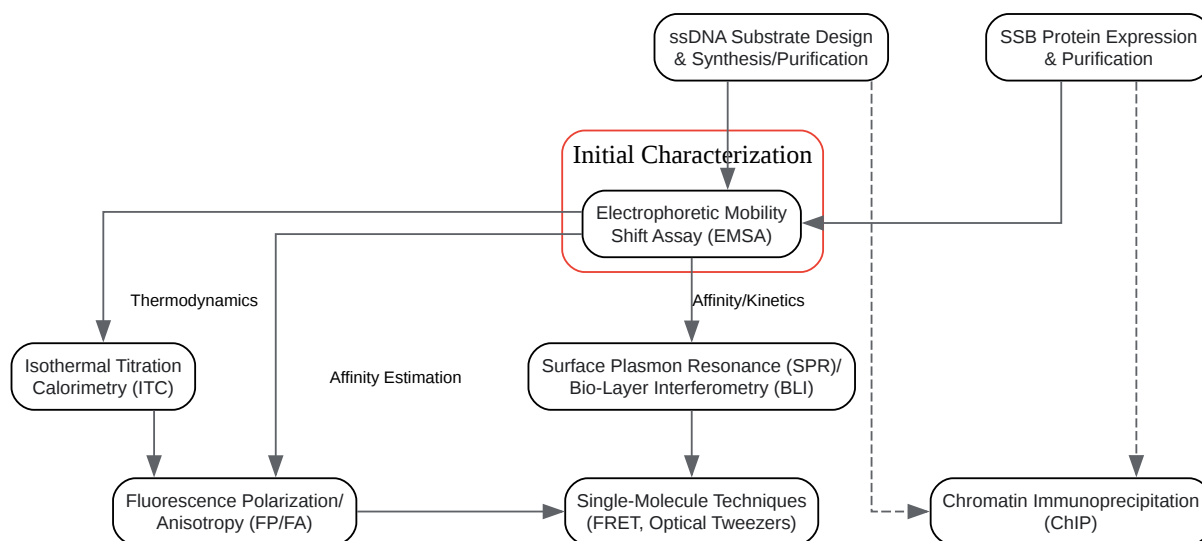 ssDNA Substrate Design
& Synthesis/Purification
SSB Protein Expression
& Purification
Initial Characterization
Electrophoretic Mobility
Shift Assay (EMSA)
Thermodynamics
Affinity/Kinetics
Isothermal Titration
Calorimetry (ITC)
Affinity Estimation
Surface Plasmon Resonance (SPR)/
Bio-Layer Interferometry (BLI)
Fluorescence Polarization/
Anisotropy (FP/FA)
Single-Molecule Techniques
(FRET, Optical Tweezers)
Chromatin Immunoprecipitation
(ChIP)